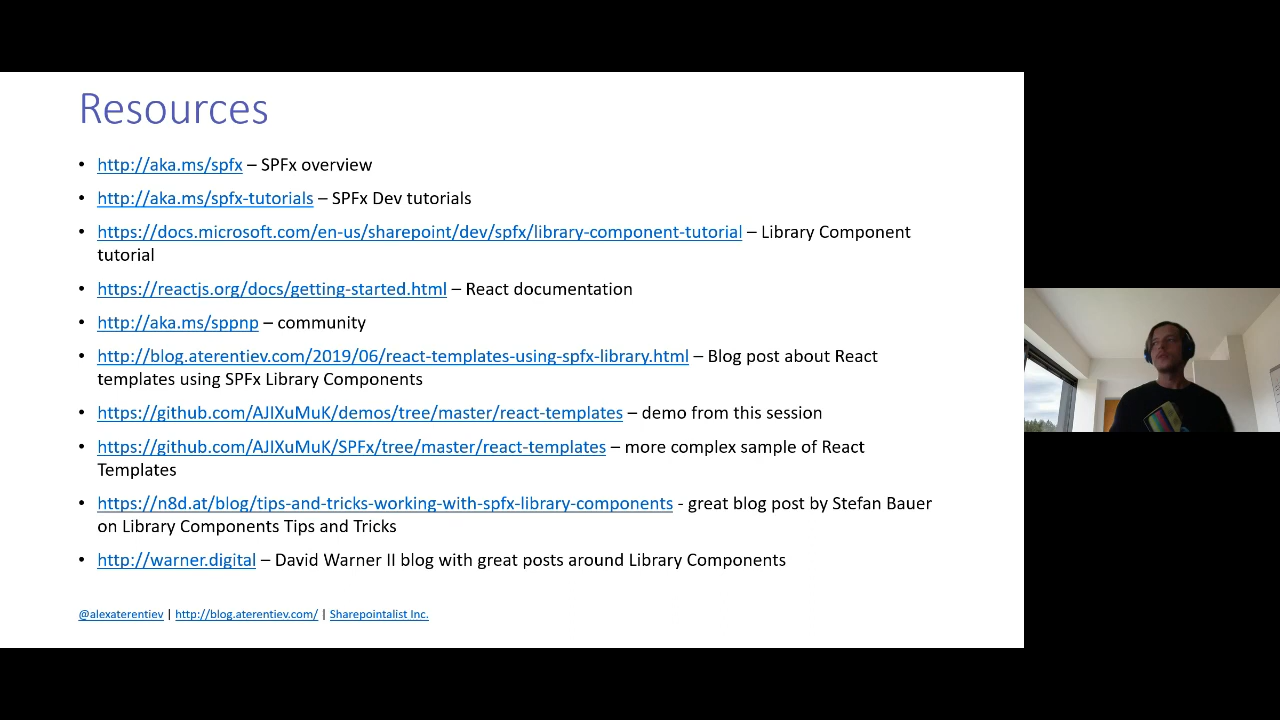 Resources
• http://aka.ms/spfx – SPFx overview
• http://aka.ms/spfx-tutorials – SPFx Dev tutorials
• https://docs.microsoft.com/en-us/sharepoint/dev/spfx/library-component-tutorial – Library Component
tutorial
• https://reactjs.org/docs/getting-started.html – React documentation
• http://aka.ms/sppnp – community
• http://blog.aterentiev.com/2019/06/react-templates-using-spfx-library.html – Blog post about React
templates using SPFx Library Components
• https://github.com/AJIXuMuK/demos/tree/master/react-templates – demo from this session
• https://github.com/AJIXuMuK/SPFx/tree/master/react-templates – more complex sample of React
Templates
• https://n8d.at/blog/tips-and-tricks-working-with-spfx-library-components - great blog post by Stefan Bauer
on Library Components Tips and Tricks
• http://warner.digital – David Warner II blog with great posts around Library Components
@alexaterentiev | http://blog.aterentiev.com/ | Sharepointalist Inc.